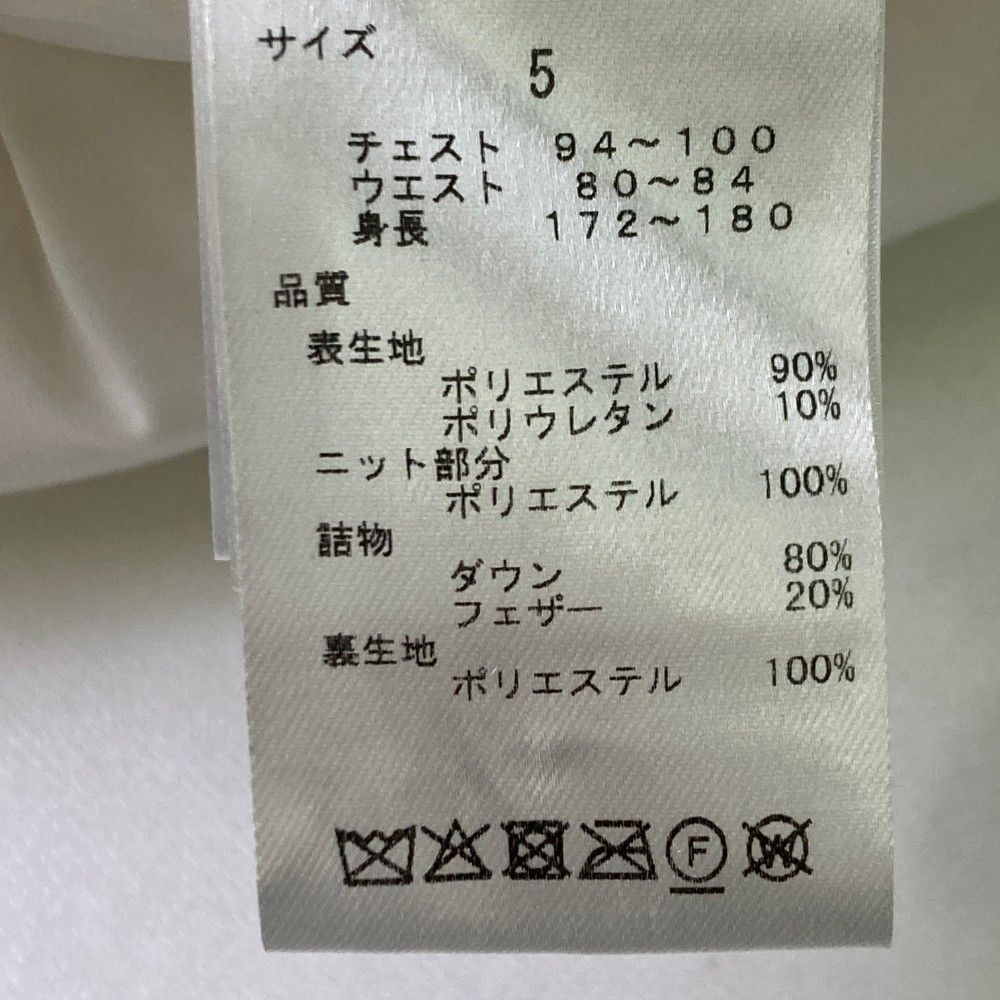 サイズ
5
チェスト 94〜100
ウエスト 80〜84
身長 172〜180
品質
表生地
ポリエステル 90%
ポリウレタン 10%
ニット部分
ポリエステル 100%
詰物
ダウン 80%
フェザー 20%
裏生地
ポリエステル 100%
F W